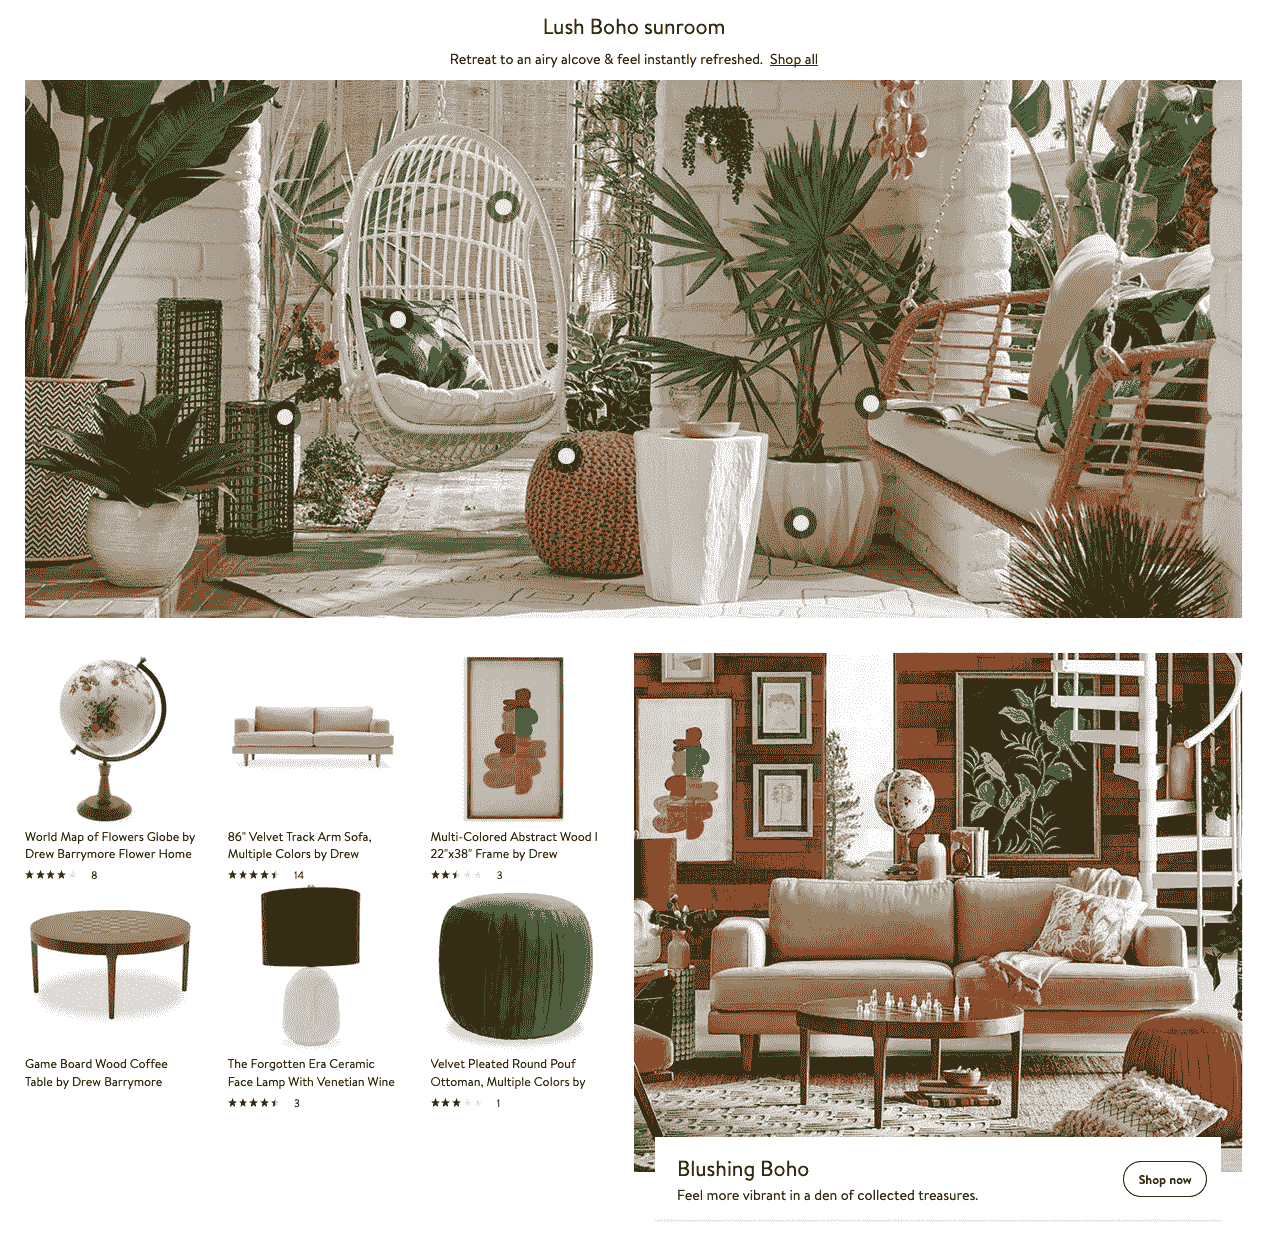 Lush Boho sunroom
Retreat to an airy alcove & feel instantly refreshed. Shop all
World Map of Flowers Globe by
Drew Barrymore Flower Home
8
86" Velvet Track Arm Sofa,
Multiple Colors by Drew
14
Multi-Colored Abstract Wood I
22"x38" Frame by Drew
3
Game Board Wood Coffee
Table by Drew Barrymore
The Forgotten Era Ceramic
Face Lamp With Venetian Wine
3
Velvet Pleated Round Pouf
Ottoman, Multiple Colors by
1
Blushing Boho
Feel more vibrant in a den of collected treasures.
Shop now